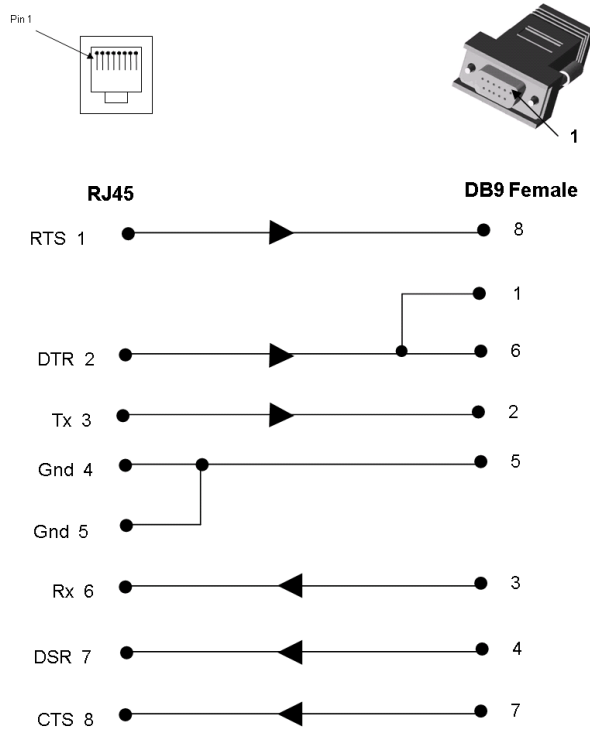 Pin 1
1
RJ45 DB9 Female
RTS 1 8
1
DTR 2 6
Tx 3 2
Gnd 4 5
Gnd 5
Rx 6 3
DSR 7 4
CTS 8 7